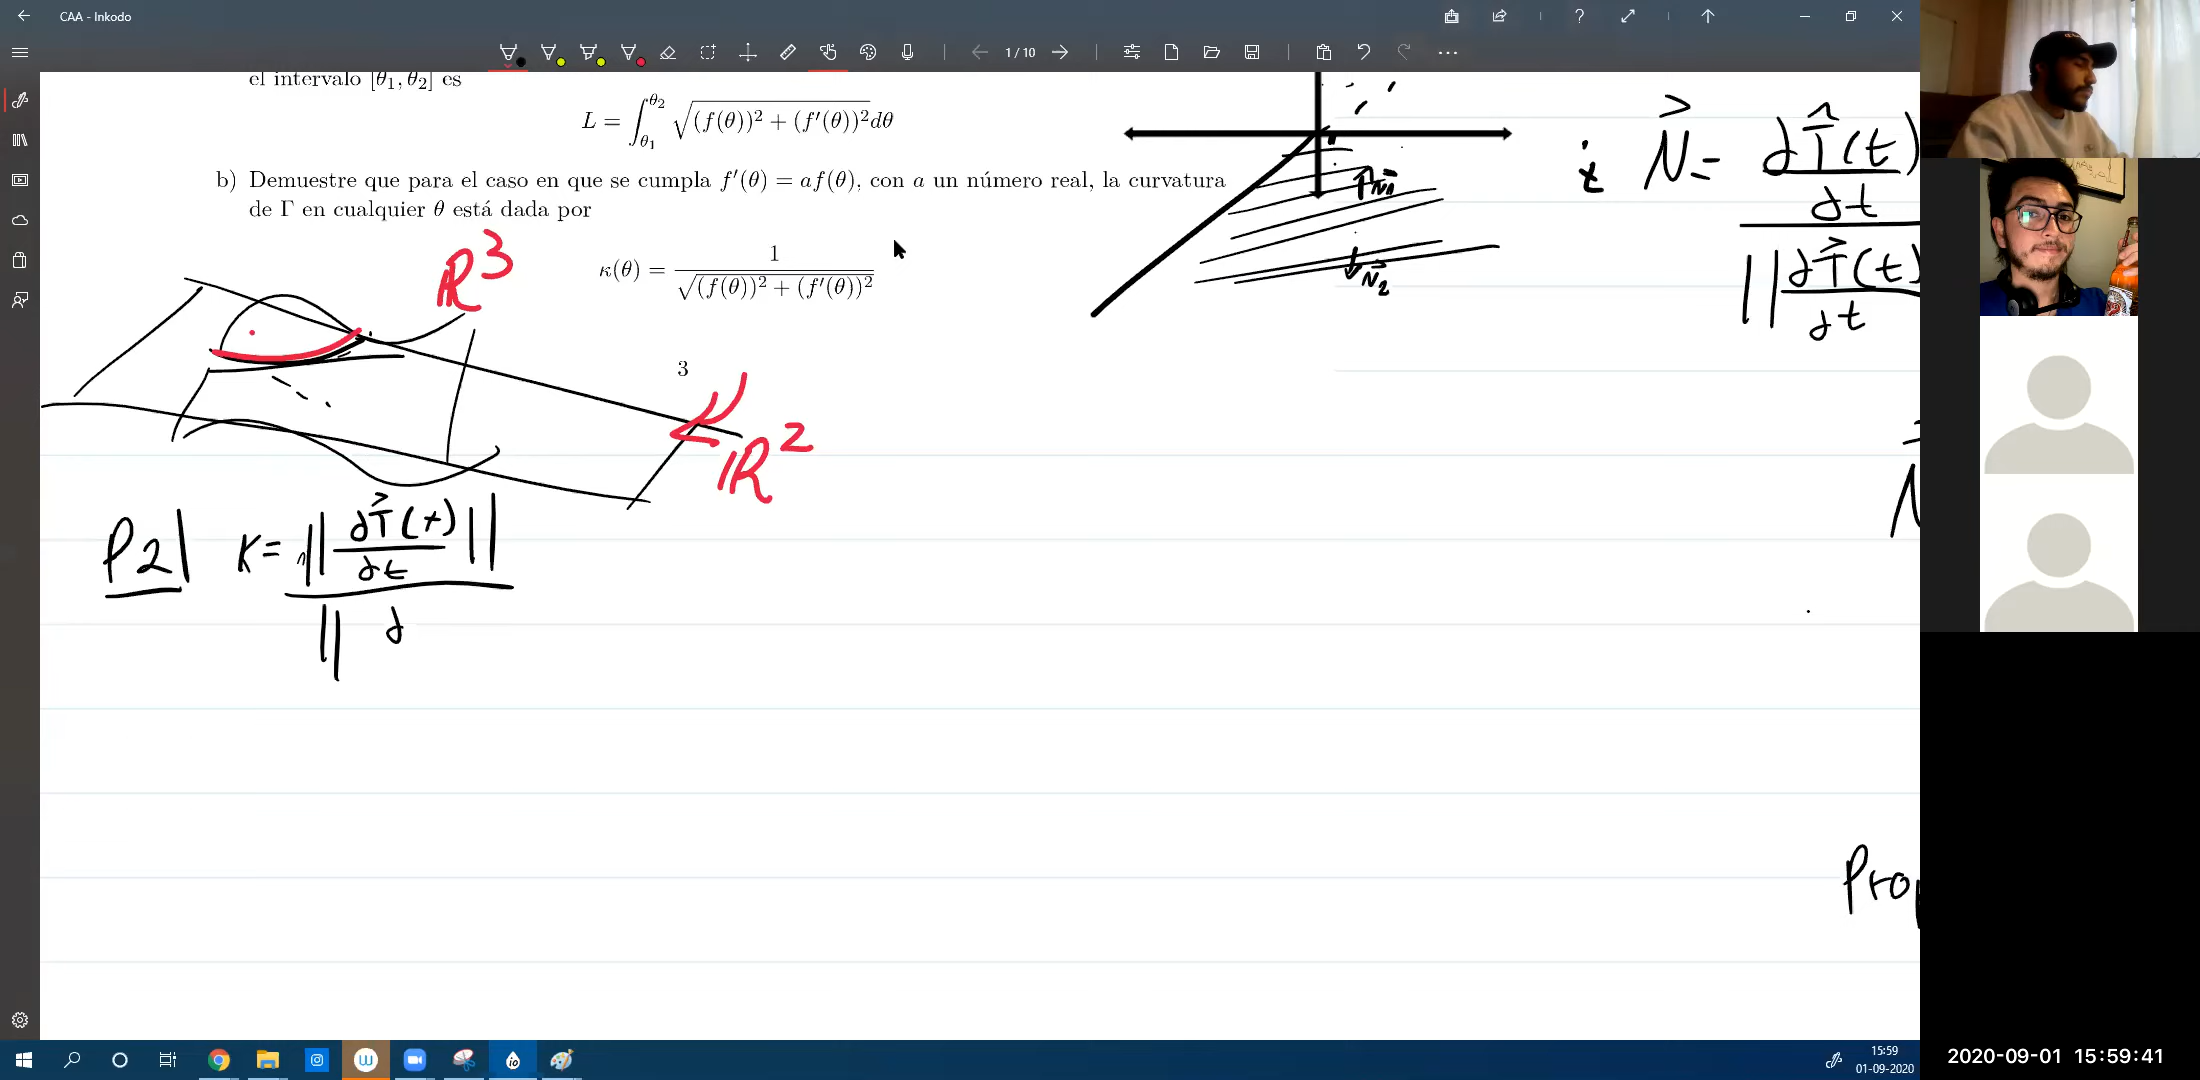 CAA - Inkodo
1 / 10
el intervalo [θ₁, θ₂] es
L = ∫_{θ₁}^{θ₂} √((f(θ))² + (f′(θ))²) dθ
b) Demuestre que para el caso en que se cumpla f′(θ) = af(θ), con a un número real, la curvatura
de Γ en cualquier θ está dada por
κ(θ) = 1 / √((f(θ))² + (f′(θ))²)
3
ℝ³
ℝ²
N₁
N₂
N⃗ = dT̂(t)
dt
|| dT⃗(t)
dt
P2| K = || dT⃗(t)
dt ||
|| d
N
Prop
15:59
01-09-2020
2020-09-01 15:59:41